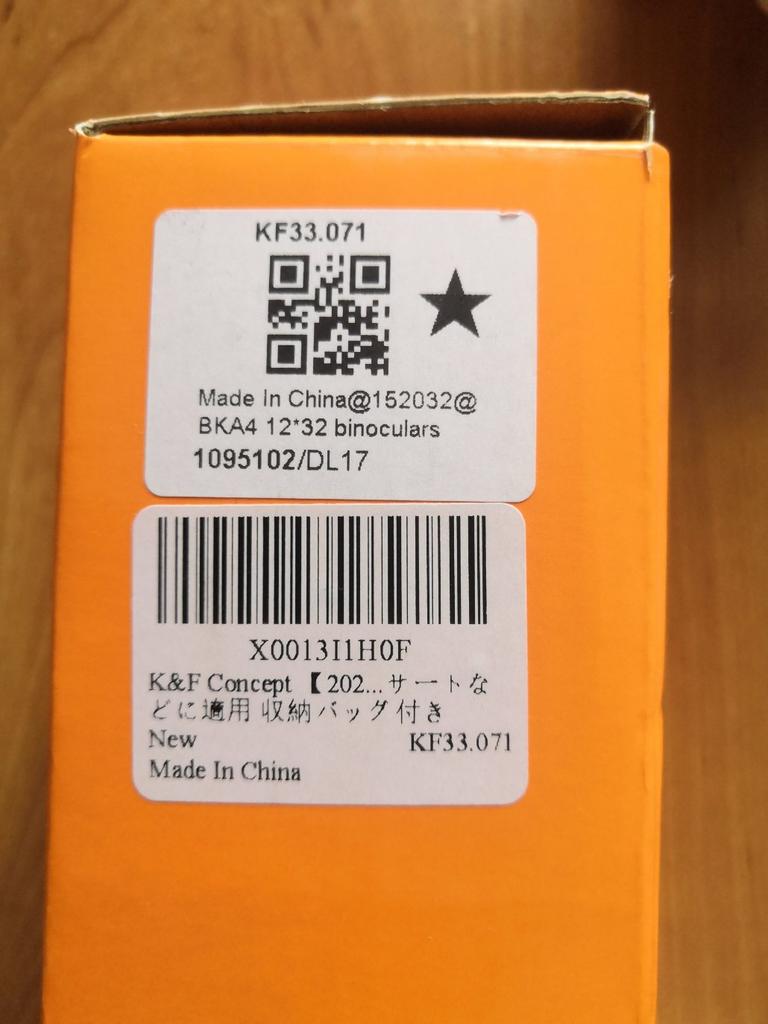 KF33.071
Made In China@152032@
BKA4 12*32 binoculars
1095102/DL17
X0013I1H0F
K&F Concept 【202...サートな
どに適用 収納バッグ付き
New KF33.071
Made In China